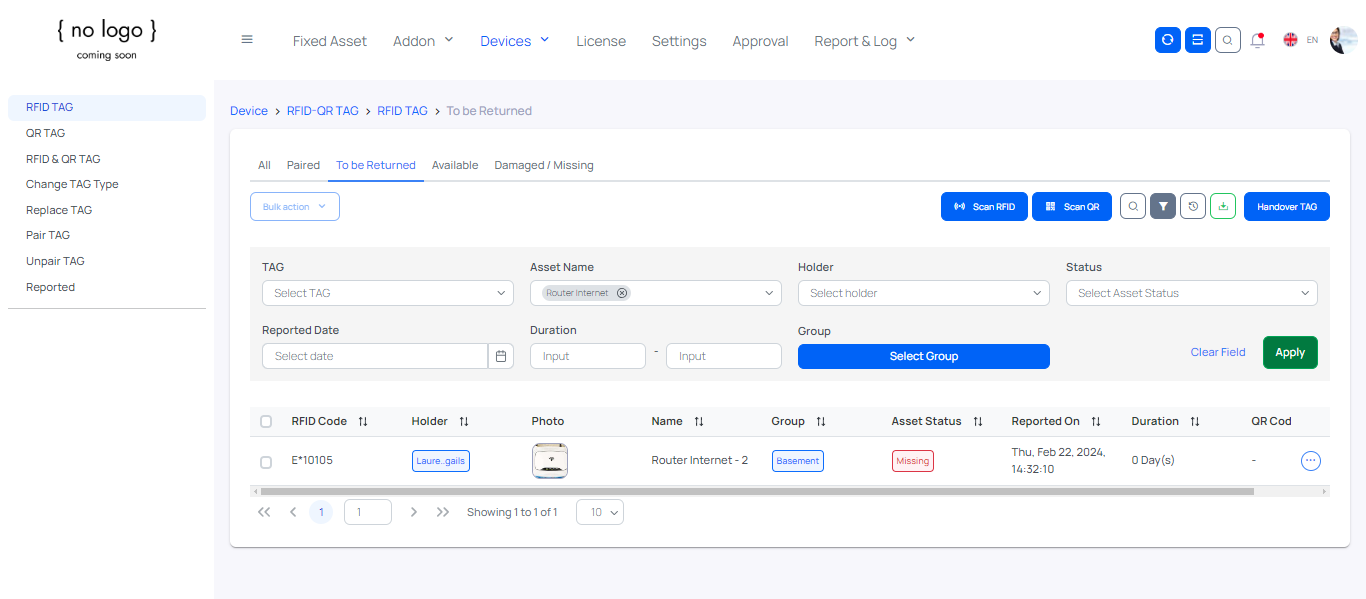 { no logo }
coming soon
Fixed Asset Addon Devices License Settings Approval Report & Log EN
RFID TAG
QR TAG
RFID & QR TAG
Change TAG Type
Replace TAG
Pair TAG
Unpair TAG
Reported
Device > RFID-QR TAG > RFID TAG > To be Returned
All Paired To be Returned Available Damaged / Missing
Bulk action Scan RFID Scan QR Handover TAG
TAG Asset Name Holder Status
Select TAG Router Internet Select holder Select Asset Status
Reported Date Duration Group
Select date Input - Input Select Group Clear Field Apply
RFID Code Holder Photo Name Group Asset Status Reported On Duration QR Cod
E*10105 Laure..gails Router Internet - 2 Basement Missing Thu, Feb 22, 2024, 0 Day(s) -
14:32:10
1 1 Showing 1 to 1 of 1 10